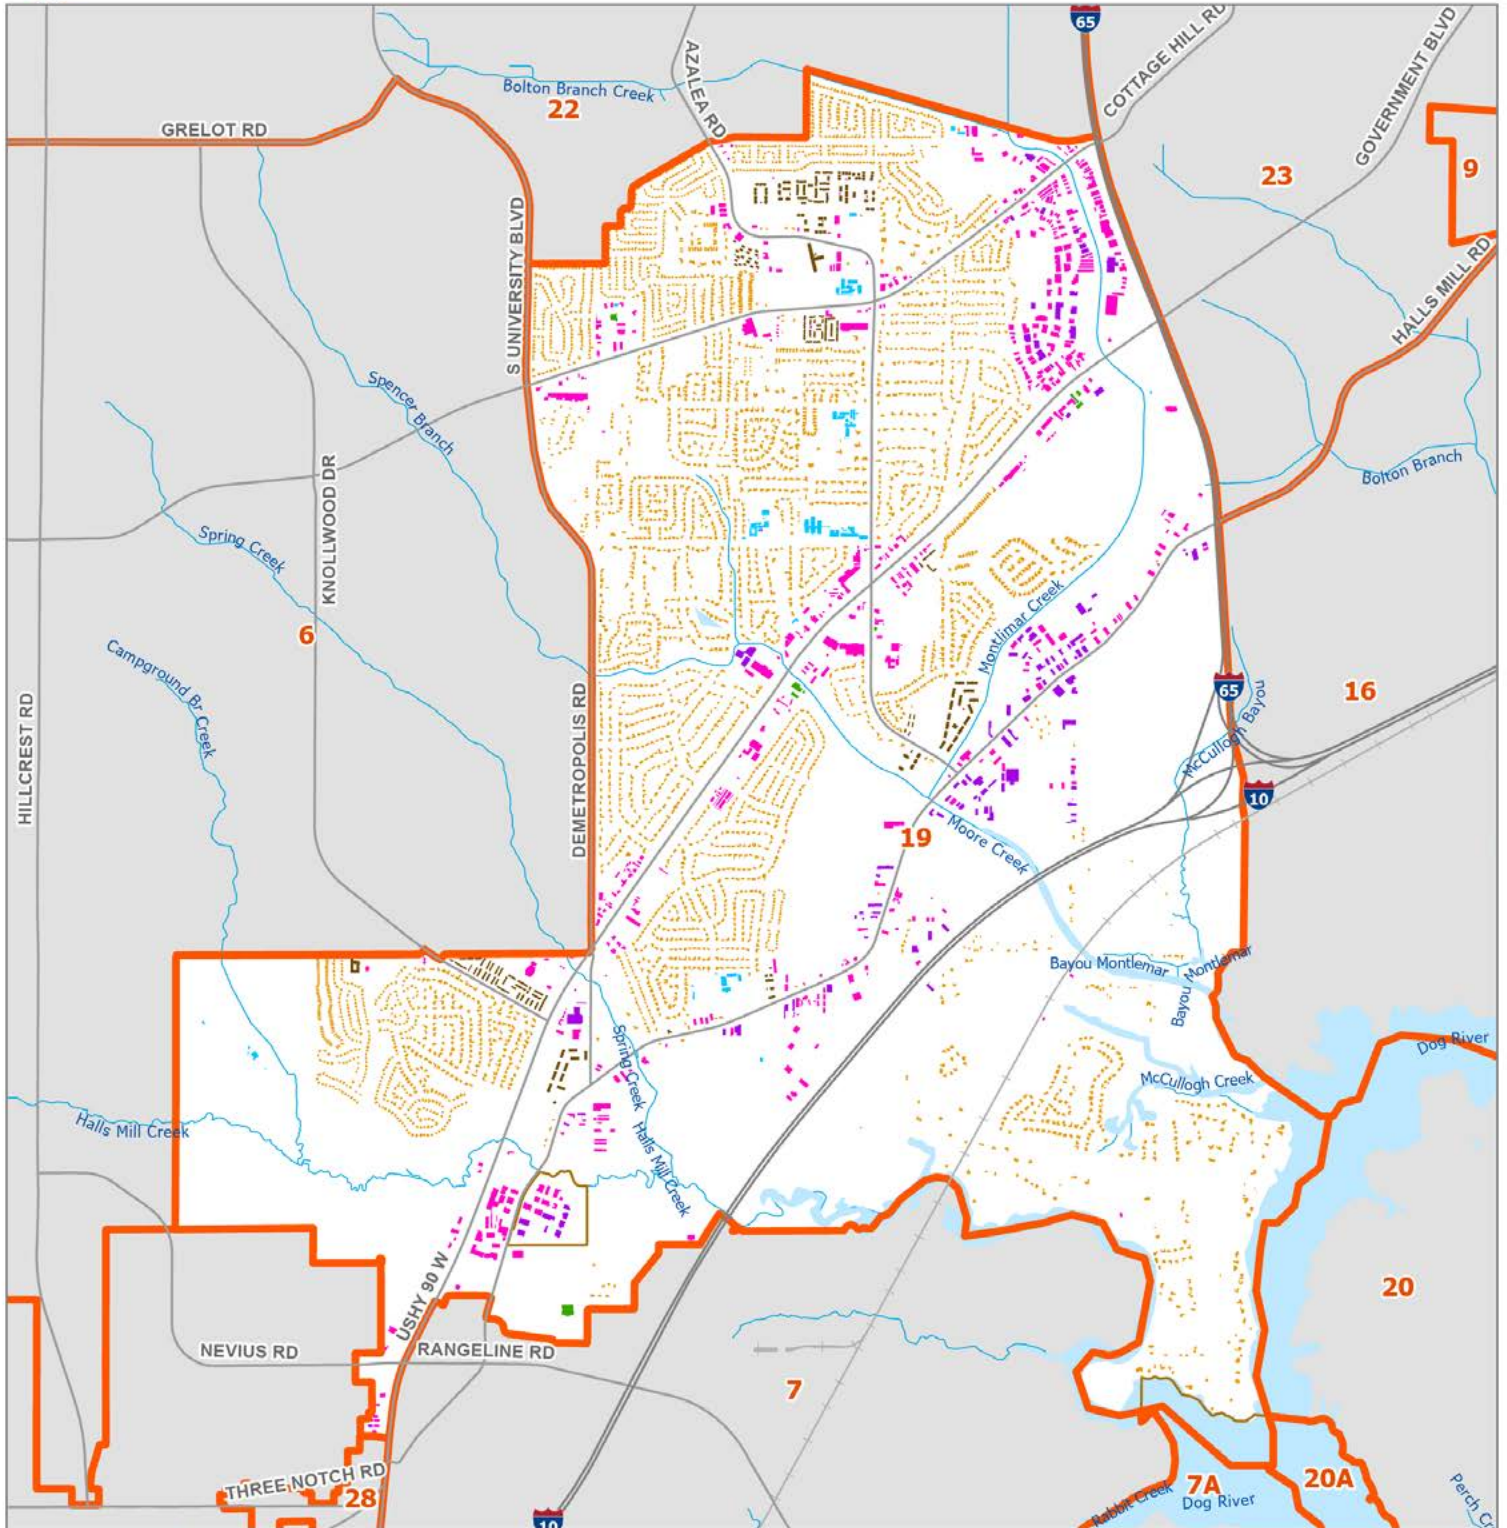 65
COTTAGE HILL RD
GOVERNMENT BLVD
AZALEA RD
Bolton Branch Creek
22
GRELOT RD
23
9
S UNIVERSITY BLVD
HALLS MILL RD
Spencer Branch
Bolton Branch
KNOLLWOOD DR
Spring Creek
Montlimar Creek
6
Campground Br Creek
65
16
McCullogh Bayou
DEMETROPOLIS RD
HILLCREST RD
10
19
Moore Creek
Bayou Montlemar
Bayou Montlemar
Spring Creek
Dog River
McCullogh Creek
Halls Mill Creek
Halls Mill Creek
USHY 90 W
20
NEVIUS RD
RANGELINE RD
7
THREE NOTCH RD
28
7A
20A
Rabbit Creek
Dog River
Perch Cr
10